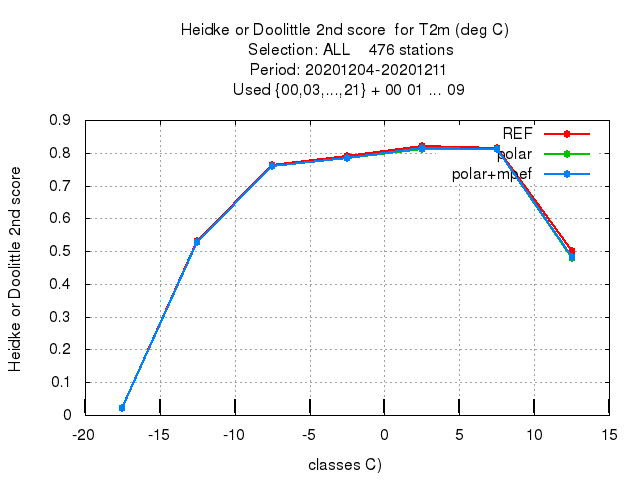 Heidke or Doolittle 2nd score  for T2m (deg C)
Selection: ALL    476 stations
Period: 20201204-20201211
Used {00,03,...,21} + 00 01 ... 09
Heidke or Doolittle 2nd score
0.9
0.8
0.7
0.6
0.5
0.4
0.3
0.2
0.1
0
REF
polar
polar+mpef
-20 -15 -10 -5 0 5 10 15
classes C)